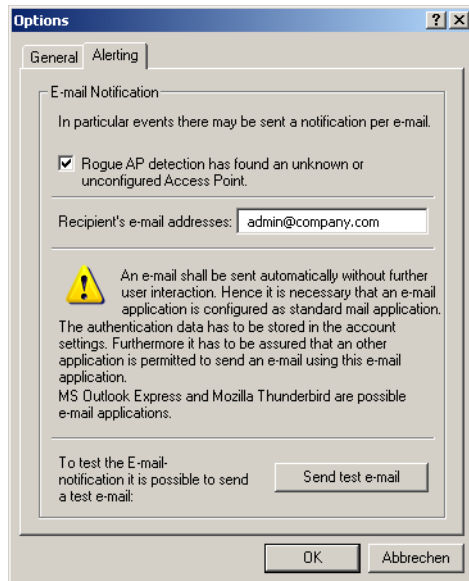 Options
General
Alerting
E-mail Notification
In particular events there may be sent a notification per e-mail.
Rogue AP detection has found an unknown or
unconfigured Access Point.
Recipient's e-mail addresses: admin@company.com
An e-mail shall be sent automatically without further
user interaction. Hence it is necessary that an e-mail
application is configured as standard mail application.
The authentication data has to be stored in the account
settings. Furthermore it has to be assured that an other
application is permitted to send an e-mail using this e-mail
application.
MS Outlook Express and Mozilla Thunderbird are possible
e-mail applications.
To test the E-mail-
notification it is possible to send
a test e-mail:
Send test e-mail
OK
Abbrechen